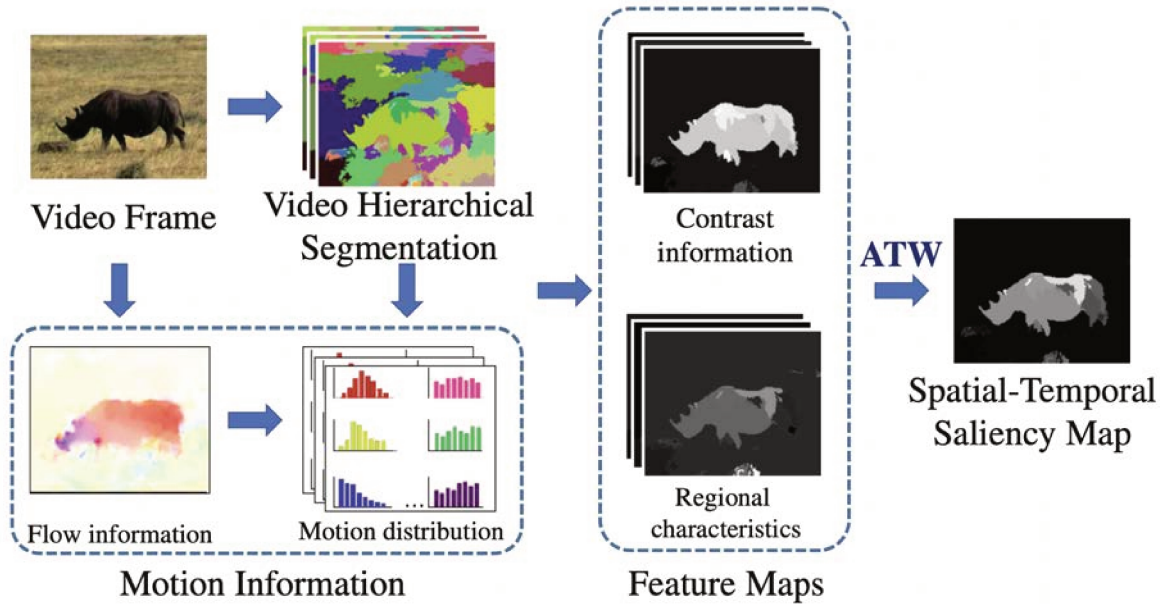 Video Frame
Video Hierarchical
Segmentation
Flow information
Motion distribution
Motion Information
Contrast
information
Regional
characteristics
Feature Maps
ATW
Spatial-Temporal
Saliency Map